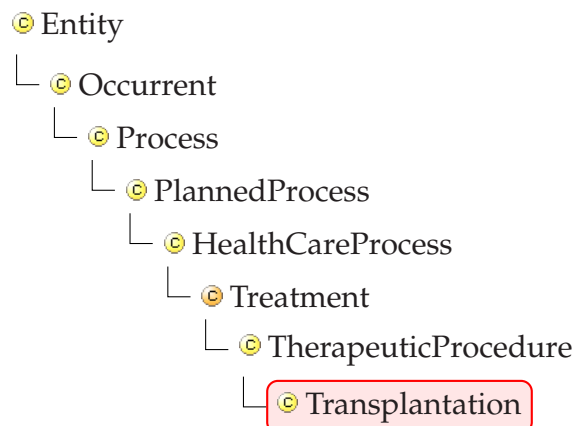 C Entity
C Occurrent
C Process
C PlannedProcess
C HealthCareProcess
C Treatment
C TherapeuticProcedure
C Transplantation